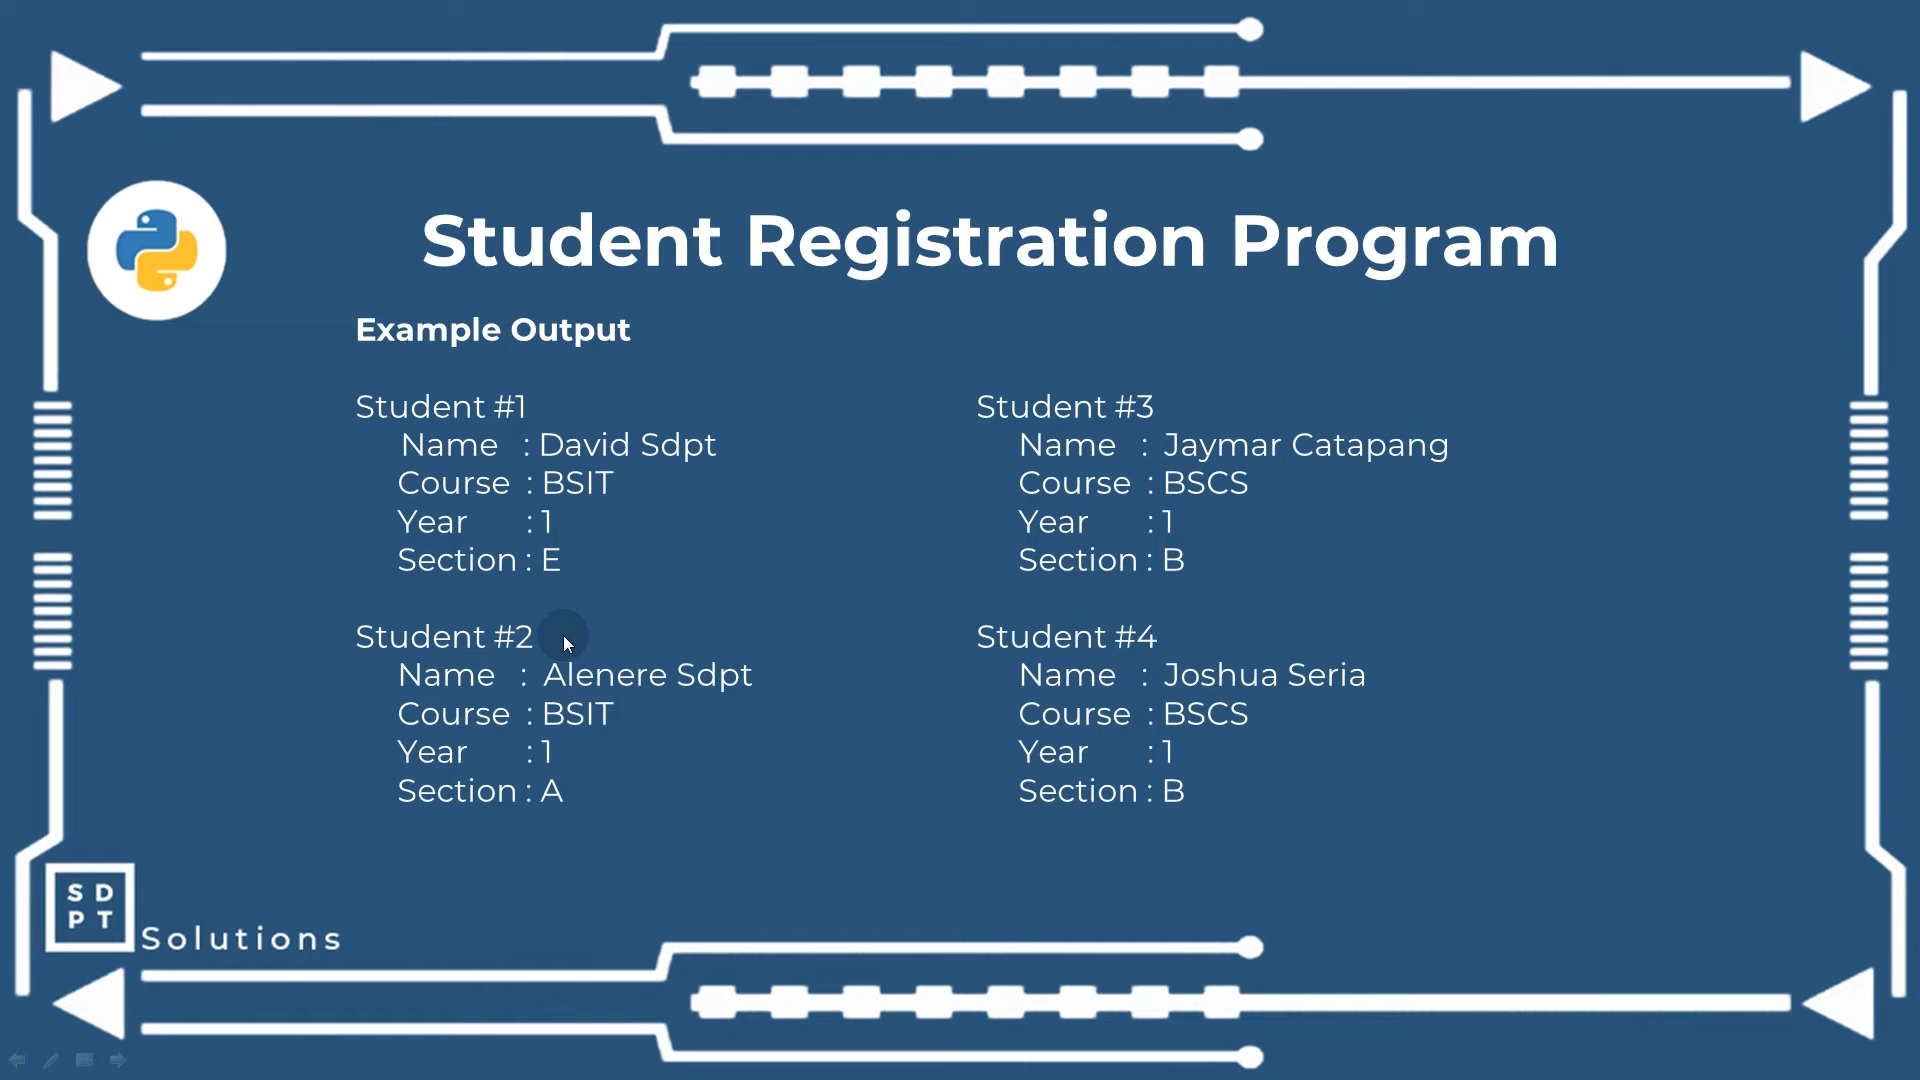 Student Registration Program
Example Output
Student #1
Name : David Sdpt
Course : BSIT
Year : 1
Section : E
Student #2
Name : Alenere Sdpt
Course : BSIT
Year : 1
Section : A
Student #3
Name : Jaymar Catapang
Course : BSCS
Year : 1
Section : B
Student #4
Name : Joshua Seria
Course : BSCS
Year : 1
Section : B
S D
P T
Solutions